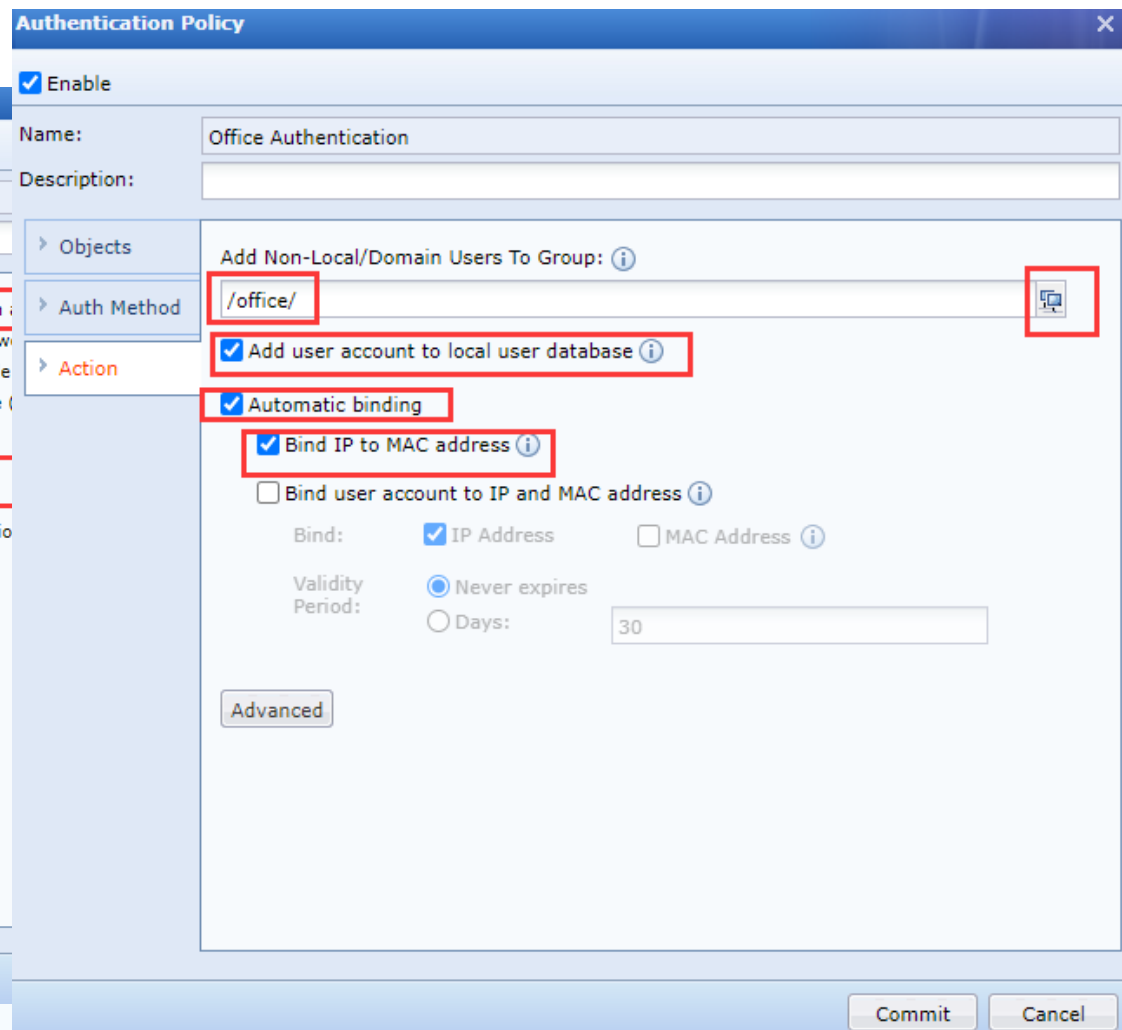 Authentication Policy
Enable
Name: Office Authentication
Description:
Objects
Auth Method
Action
Add Non-Local/Domain Users To Group:
/office/
Add user account to local user database
Automatic binding
Bind IP to MAC address
Bind user account to IP and MAC address
Bind: IP Address MAC Address
Validity Period: Never expires
Days: 30
Advanced
Commit Cancel